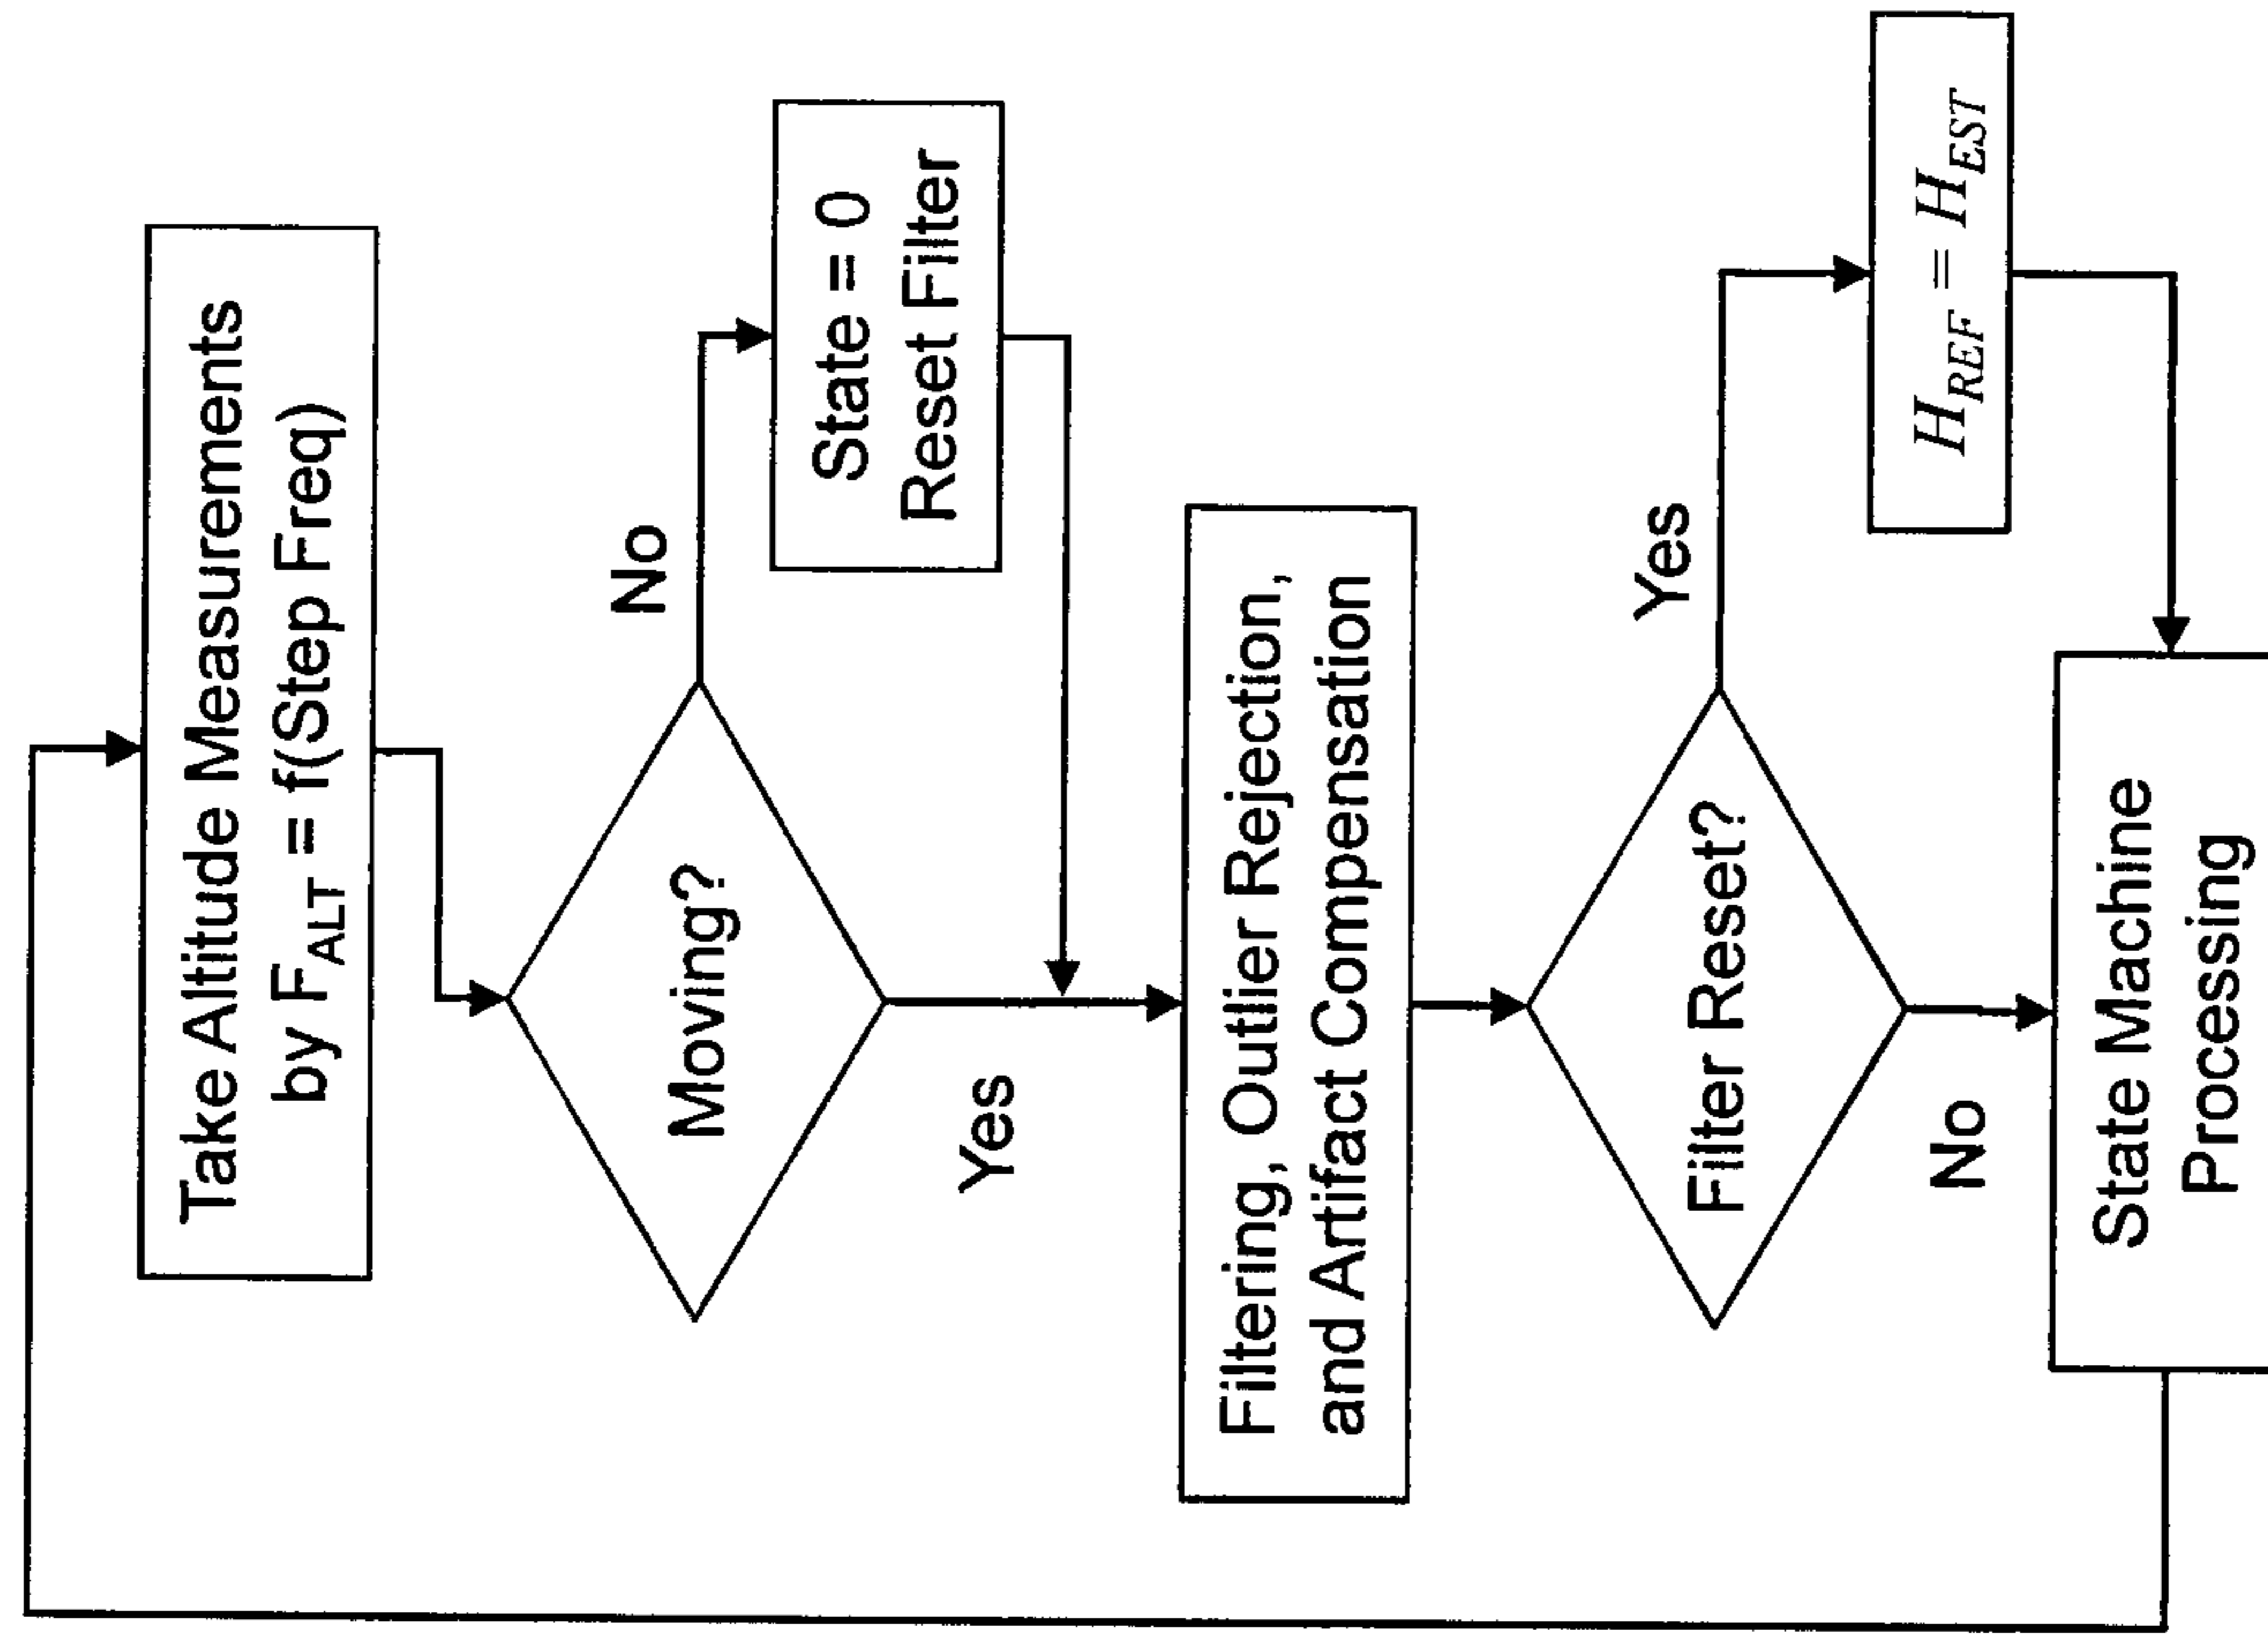 Take Altitude Measurements
by F_ALT = f(Step Freq)
Moving?
No
State = 0
Reset Filter
Yes
Filtering, Outlier Rejection,
and Artifact Compensation
Filter Reset?
Yes
H_REF = H_EST
No
State Machine
Processing